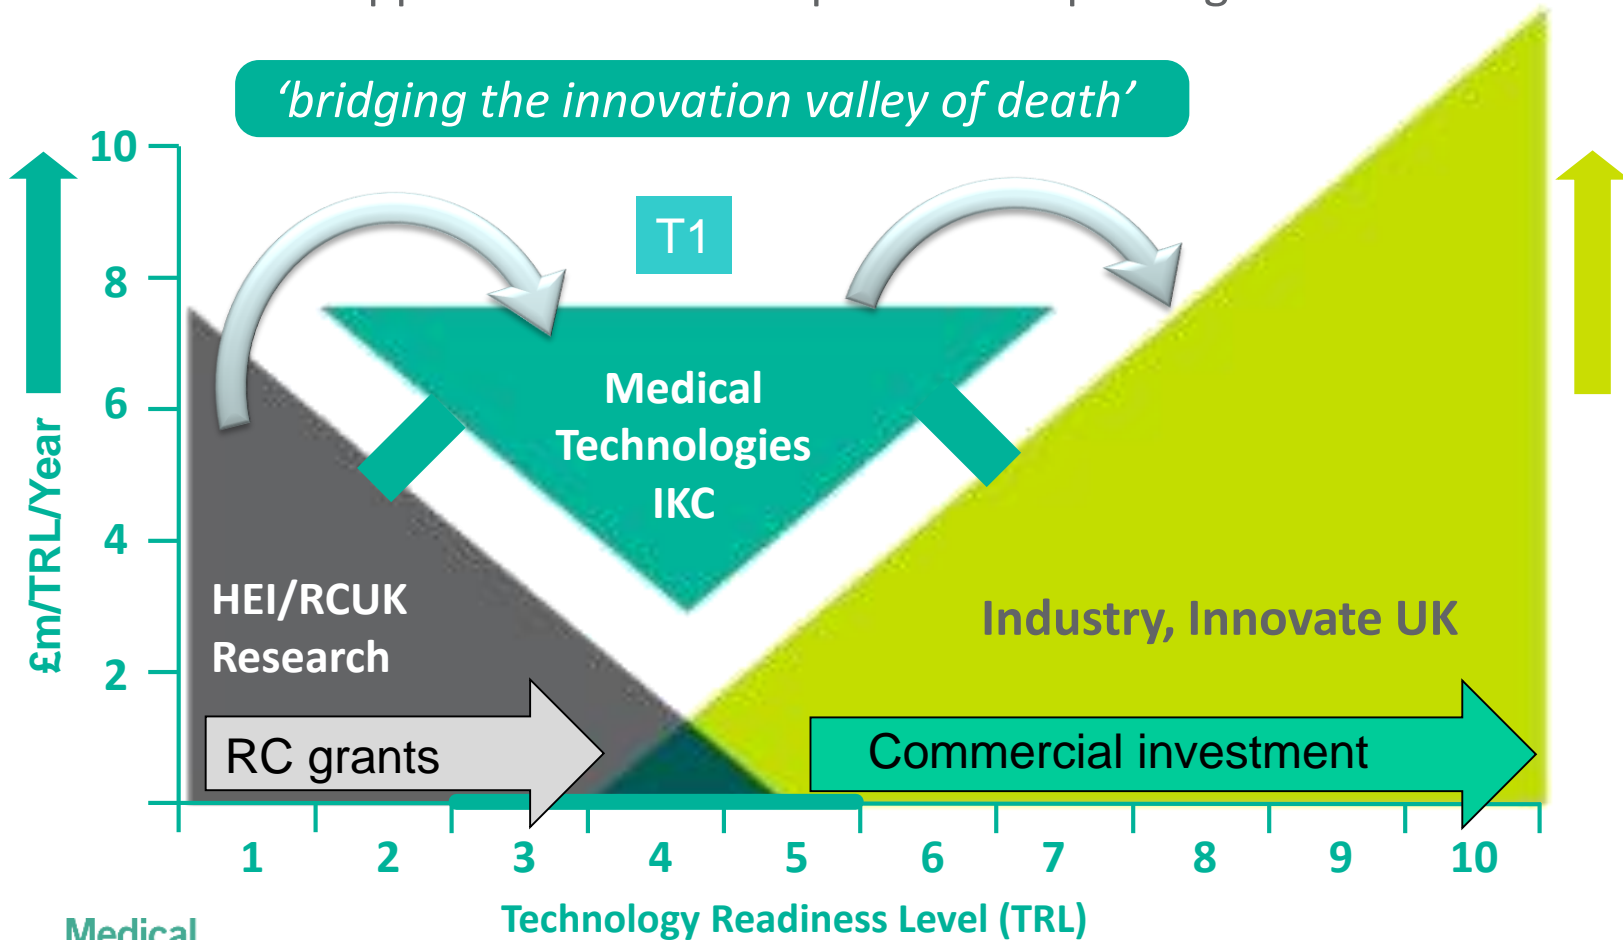 ‘bridging the innovation valley of death’
T1
10
8
6
4
2
£m/TRL/Year
Medical
Technologies
IKC
HEI/RCUK
Research
Industry, Innovate UK
RC grants
Commercial investment
1 2 3 4 5 6 7 8 9 10
Technology Readiness Level (TRL)
Medical